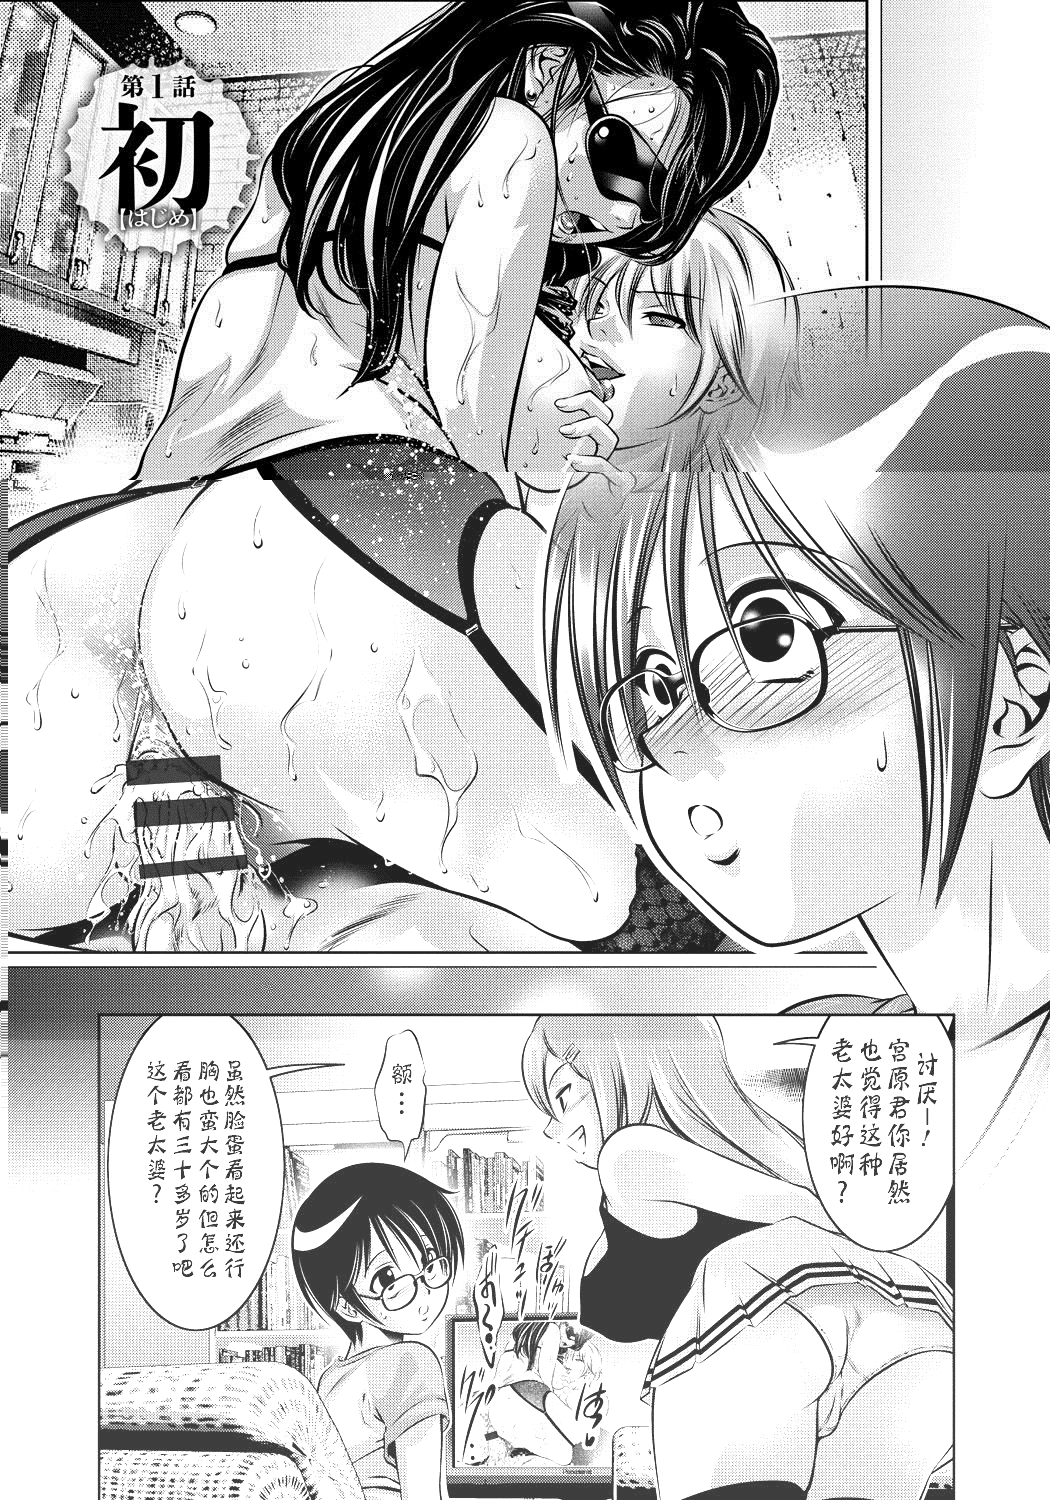 第1話
初
【はじめ】
讨厌—!
宫原君你居然
也觉得这种
老太婆好啊?
额…
虽然脸蛋看起来还行
胸也蛮大个的但怎么
看都有三十多岁了吧
这个老太婆?